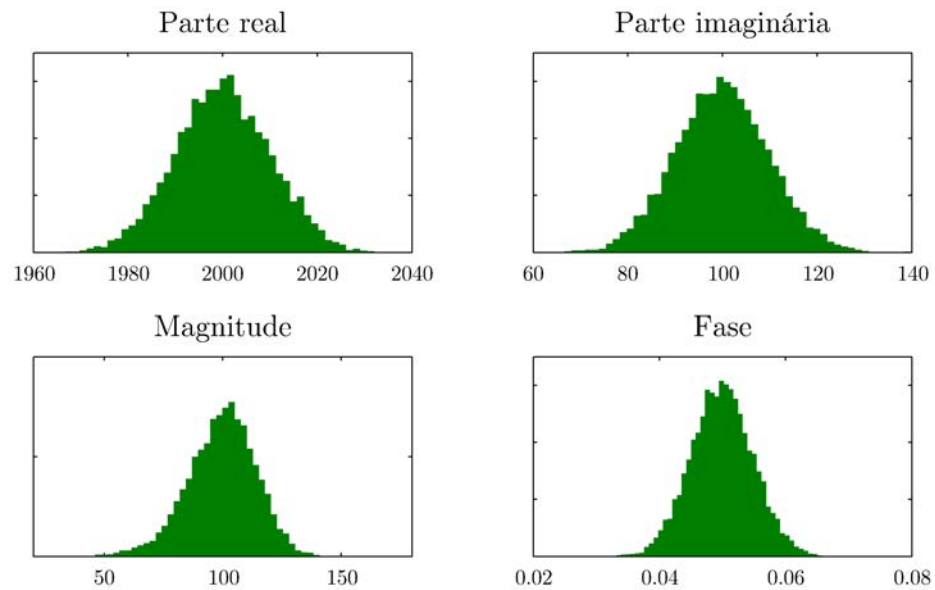 Parte real
Parte imaginária
1960 1980 2000 2020 2040
60 80 100 120 140
Magnitude
Fase
50 100 150
0.02 0.04 0.06 0.08